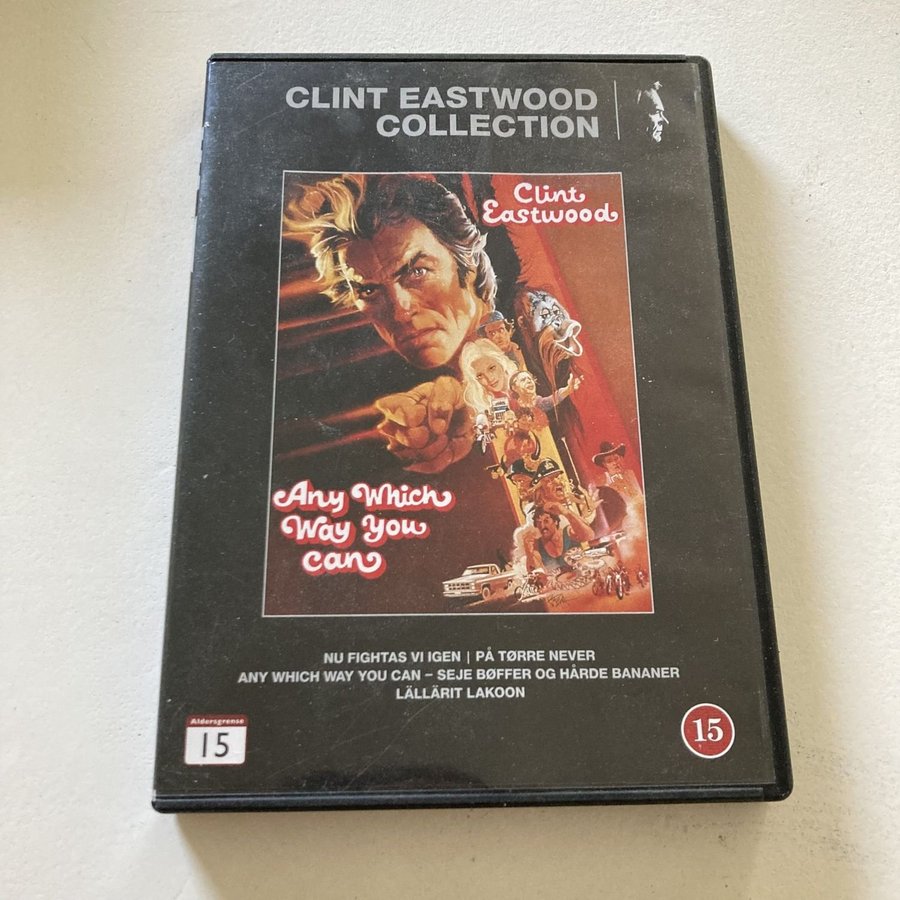 CLINT EASTWOOD
COLLECTION
Clint
Eastwood
Any Which
Way You
can
NU FIGHTAS VI IGEN | PÅ TØRRE NEVER
ANY WHICH WAY YOU CAN – SEJE BØFFER OG HÅRDE BANANER
LÄLLÄRIT LAKOON
Aldersgrense
15
15